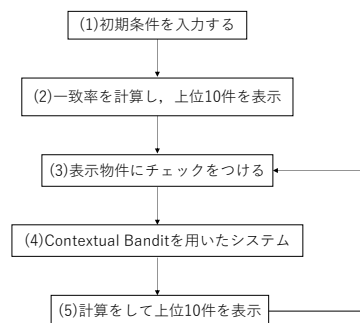 (1)初期条件を入力する
(2)一致率を計算し，上位10件を表示
(3)表示物件にチェックをつける
(4)Contextual Banditを用いたシステム
(5)計算をして上位10件を表示